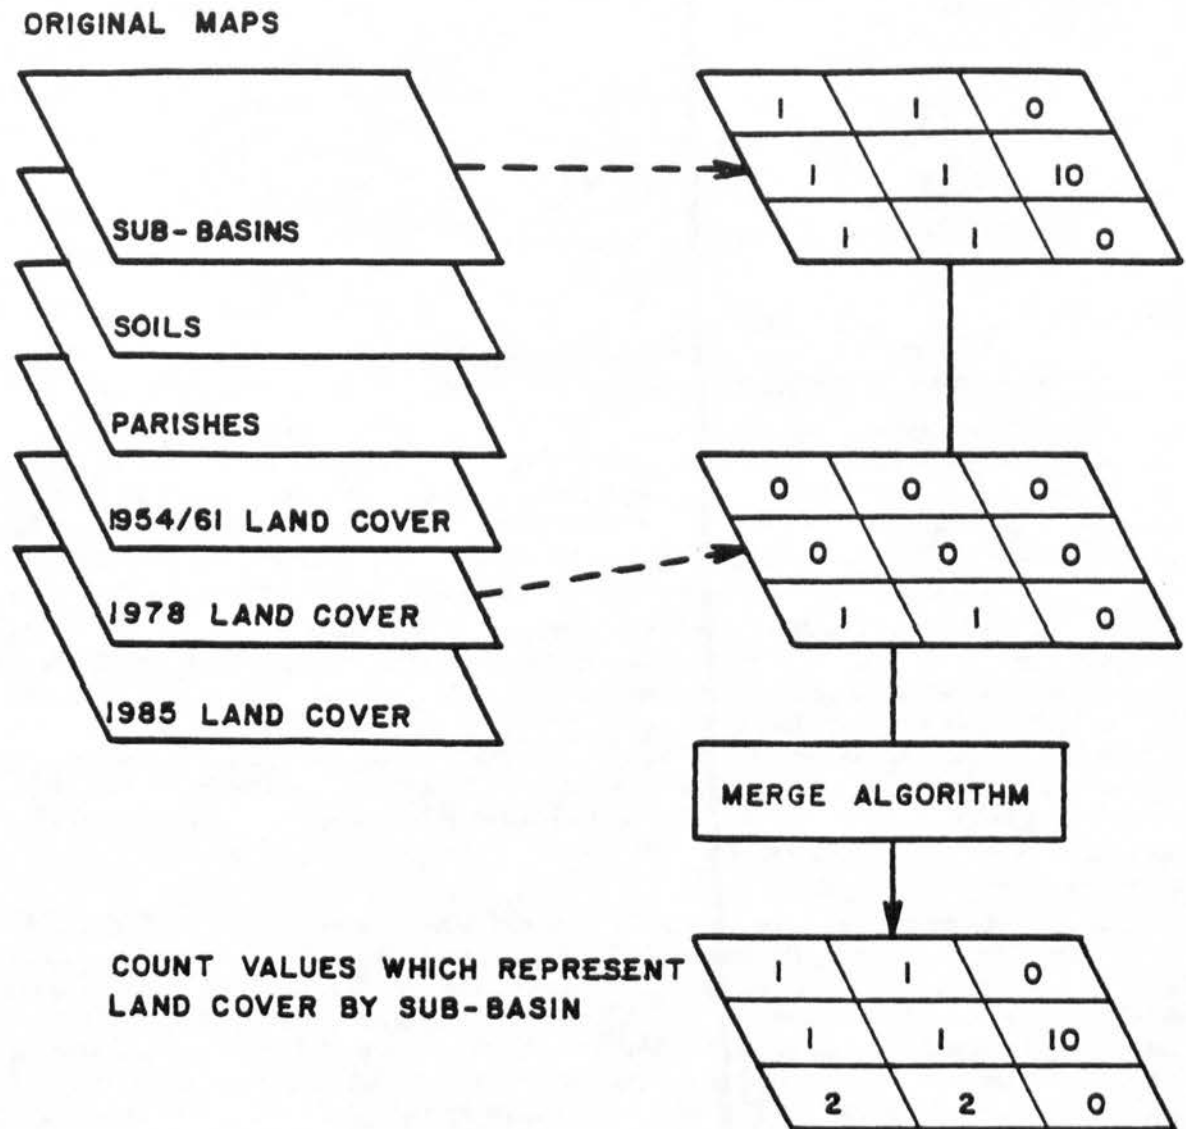 ORIGINAL MAPS
SUB-BASINS
SOILS
PARISHES
1954/61 LAND COVER
1978 LAND COVER
1985 LAND COVER
1 1 0
1 1 10
1 1 0
0 0 0
0 0 0
1 1 0
MERGE ALGORITHM
COUNT VALUES WHICH REPRESENT
LAND COVER BY SUB-BASIN
1 1 0
1 1 10
2 2 0